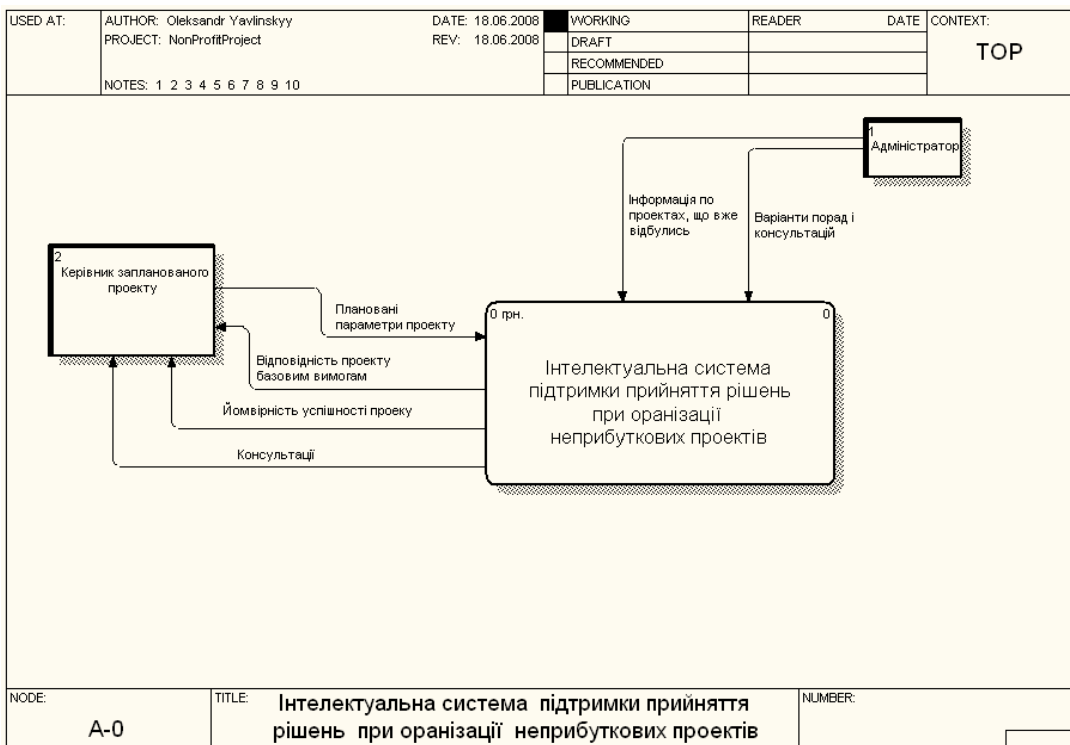 USED AT:
AUTHOR: Oleksandr Yavlinskyy
DATE: 18.06.2008
WORKING
READER
DATE
CONTEXT:
PROJECT: NonProfitProject
REV: 18.06.2008
DRAFT
TOP
RECOMMENDED
NOTES: 1 2 3 4 5 6 7 8 9 10
PUBLICATION
1
Адміністратор
Інформація по
проектах, що вже
відбулись
Варіанти порад і
консультацій
2
Керівник запланованого
проекту
Плановані
параметри проекту
0 грн.
0
Відповідність проекту
базовим вимогам
Інтелектуальна система
підтримки прийняття рішень
при оранізації
неприбуткових проектів
Йомвірність успішності проеку
Консультації
NODE:
A-0
TITLE:
Інтелектуальна система підтримки прийняття
рішень при оранізації неприбуткових проектів
NUMBER: